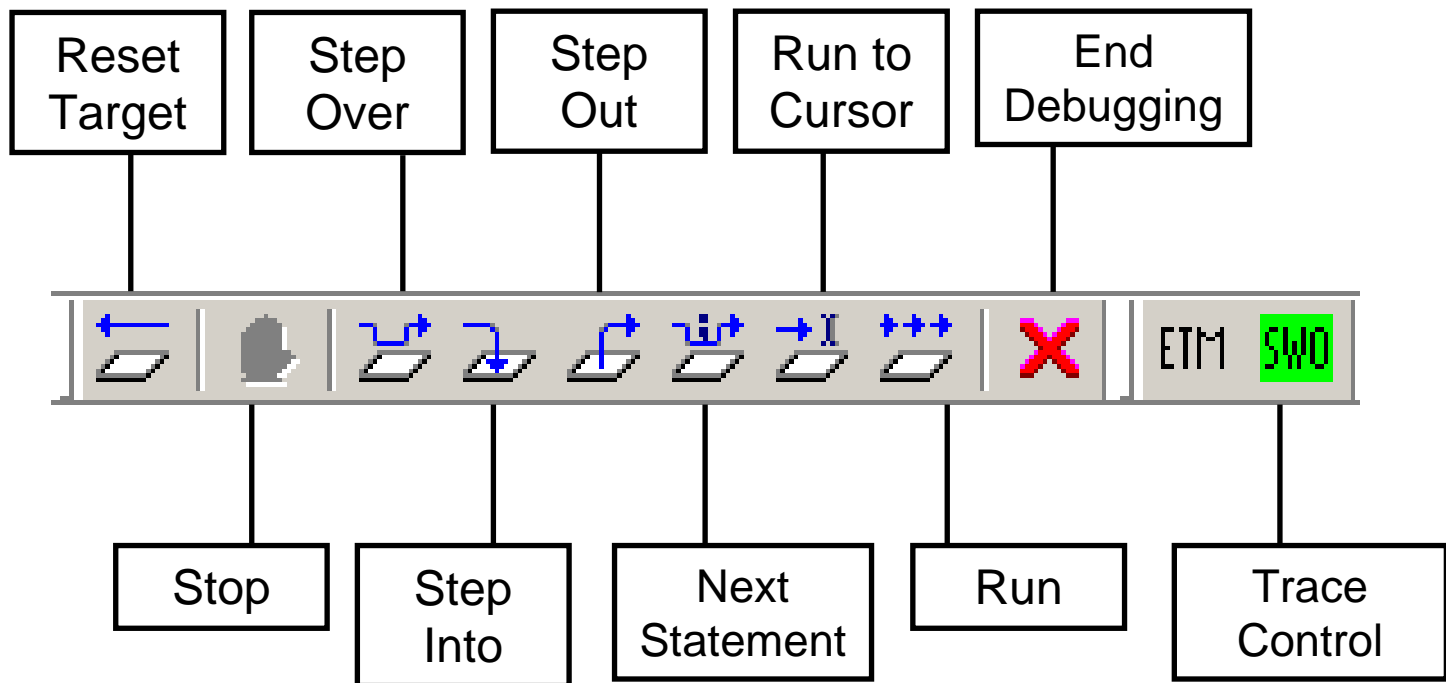 Reset
Target
Step
Over
Step
Out
Run to
Cursor
End
Debugging
ETM
SWO
Stop
Step
Into
Next
Statement
Run
Trace
Control